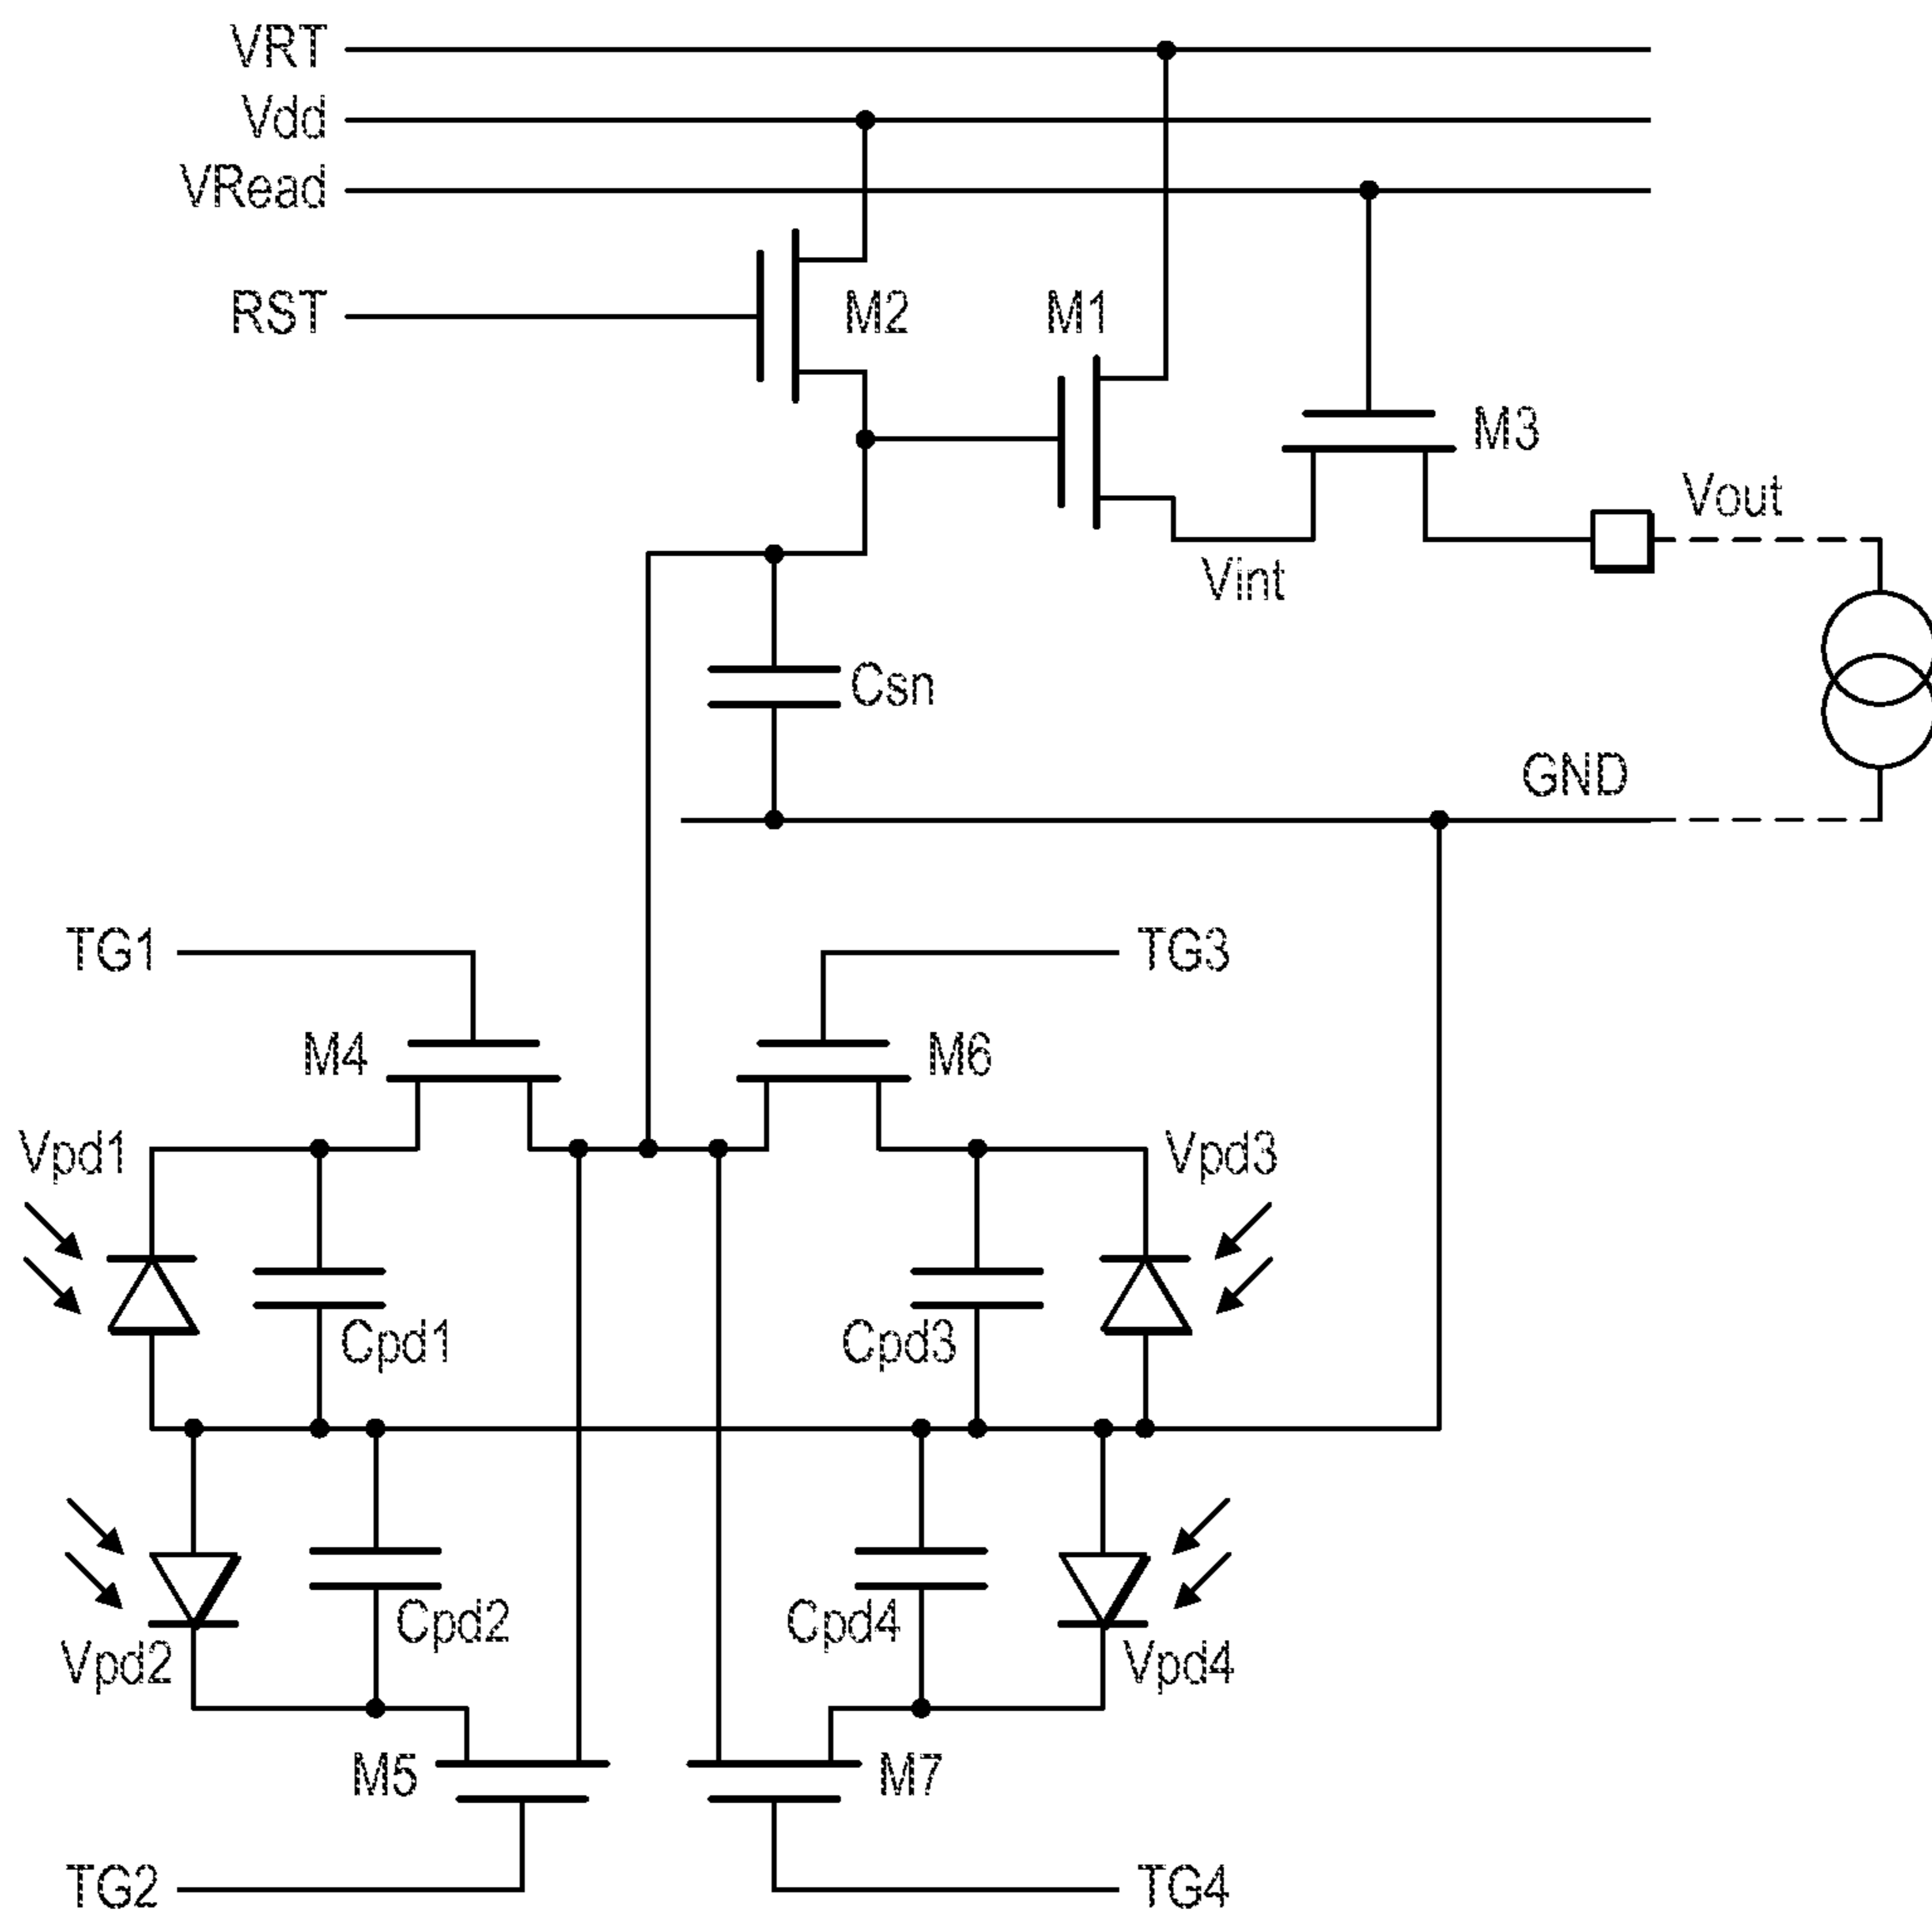 VRT
Vdd
VRead
RST
M2
M1
M3
Vout
Vint
Csn
GND
TG1
TG3
M4
M6
Vpd1
Vpd3
Cpd1
Cpd3
Cpd2
Cpd4
Vpd2
Vpd4
M5
M7
TG2
TG4